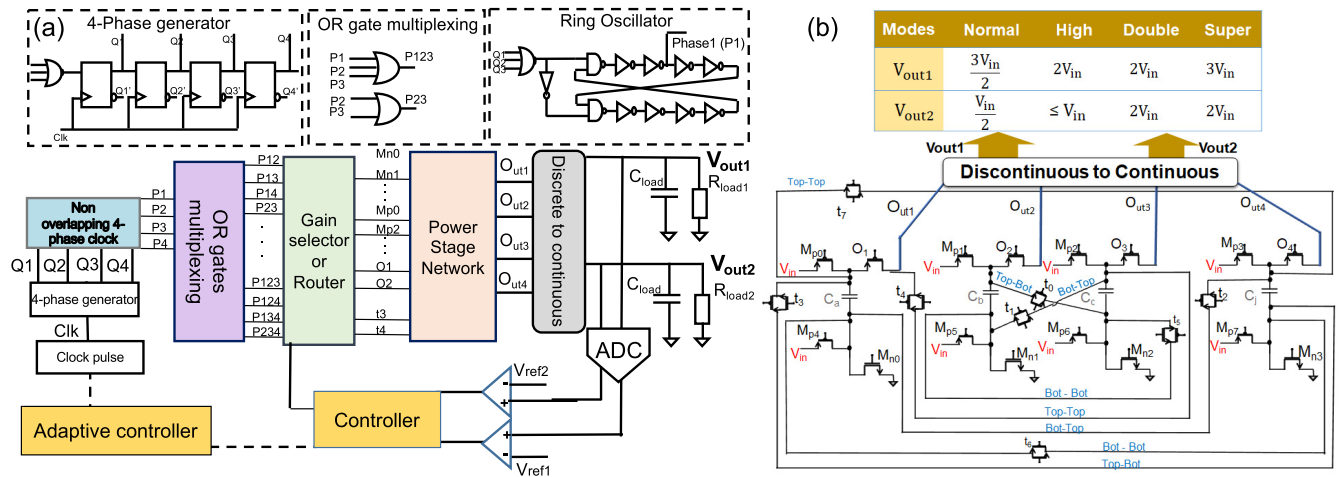 (a)
4-Phase generator
Q1
Q2
Q3
Q4
Q1'
Q2'
Q3'
Q4'
Clk
OR gate multiplexing
P1
P2
P3
P123
P2
P3
P23
Ring Oscillator
Q1
Q2
Q3
Phase1 (P1)
Non
overlapping 4-
phase clock
P1
P2
P3
P4
Q1
Q2
Q3
Q4
4-phase generator
Clk
Clock pulse
Adaptive controller
OR gates
multiplexing
P12
P13
P14
P23
P123
P124
P134
P234
Gain
selector
or
Router
Mn0
Mn1
Mp0
Mp2
O1
O2
t3
t4
Power
Stage
Network
Out1
Out2
Out3
Out4
Discrete to continuous
Cload
Rload1
Vout1
Vout2
Cload
Rload2
ADC
Vref2
-
+
+
-
Vref1
Controller
(b)
Modes Normal High Double Super
Vout1 3Vin/2 2Vin 2Vin 3Vin
Vout2 Vin/2 ≤ Vin 2Vin 2Vin
Vout1
Vout2
Discontinuous to Continuous
Top-Top
t7
Out1
Out2
Out3
Out4
Mp0
O1
Mp1
O2
Mp2
O3
Mp3
O4
Vin
Vin
Vin
Vin
Top-Bot
Bot-Top
t0
t1
t3
Ca
t4
Cb
Cc
t2
Cj
t5
Mp4
Mp5
Mp6
Mp7
Vin
Vin
Vin
Vin
Mn0
Mn1
Mn2
Mn3
Bot - Bot
Top-Top
Bot-Top
t6
Bot - Bot
Top-Bot